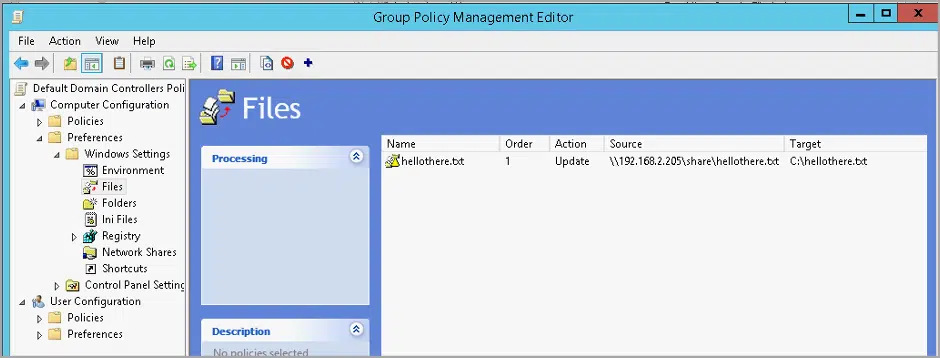 Group Policy Management Editor
File Action View Help
Default Domain Controllers Poli
Computer Configuration
Policies
Preferences
Windows Settings
Environment
Files
Folders
Ini Files
Registry
Network Shares
Shortcuts
Control Panel Setting
User Configuration
Policies
Preferences
Files
Processing
Description
No policies selected
Name Order Action Source Target
hellothere.txt 1 Update \\192.168.2.205\share\hellothere.txt C:\hellothere.txt